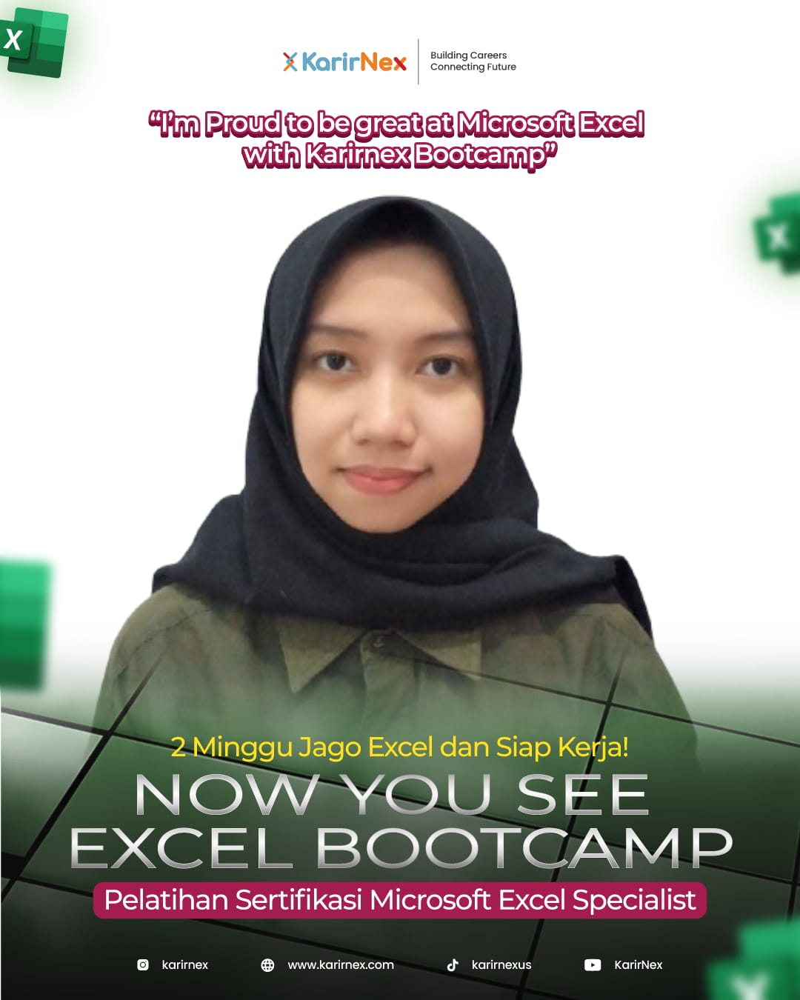 X
KarirNex
Building Careers
Connecting Future
“I’m Proud to be great at Microsoft Excel
with Karirnex Bootcamp”
X
2 Minggu Jago Excel dan Siap Kerja!
NOW YOU SEE
EXCEL BOOTCAMP
Pelatihan Sertifikasi Microsoft Excel Specialist
karirnex
www.karirnex.com
karirnexus
KarirNex
X